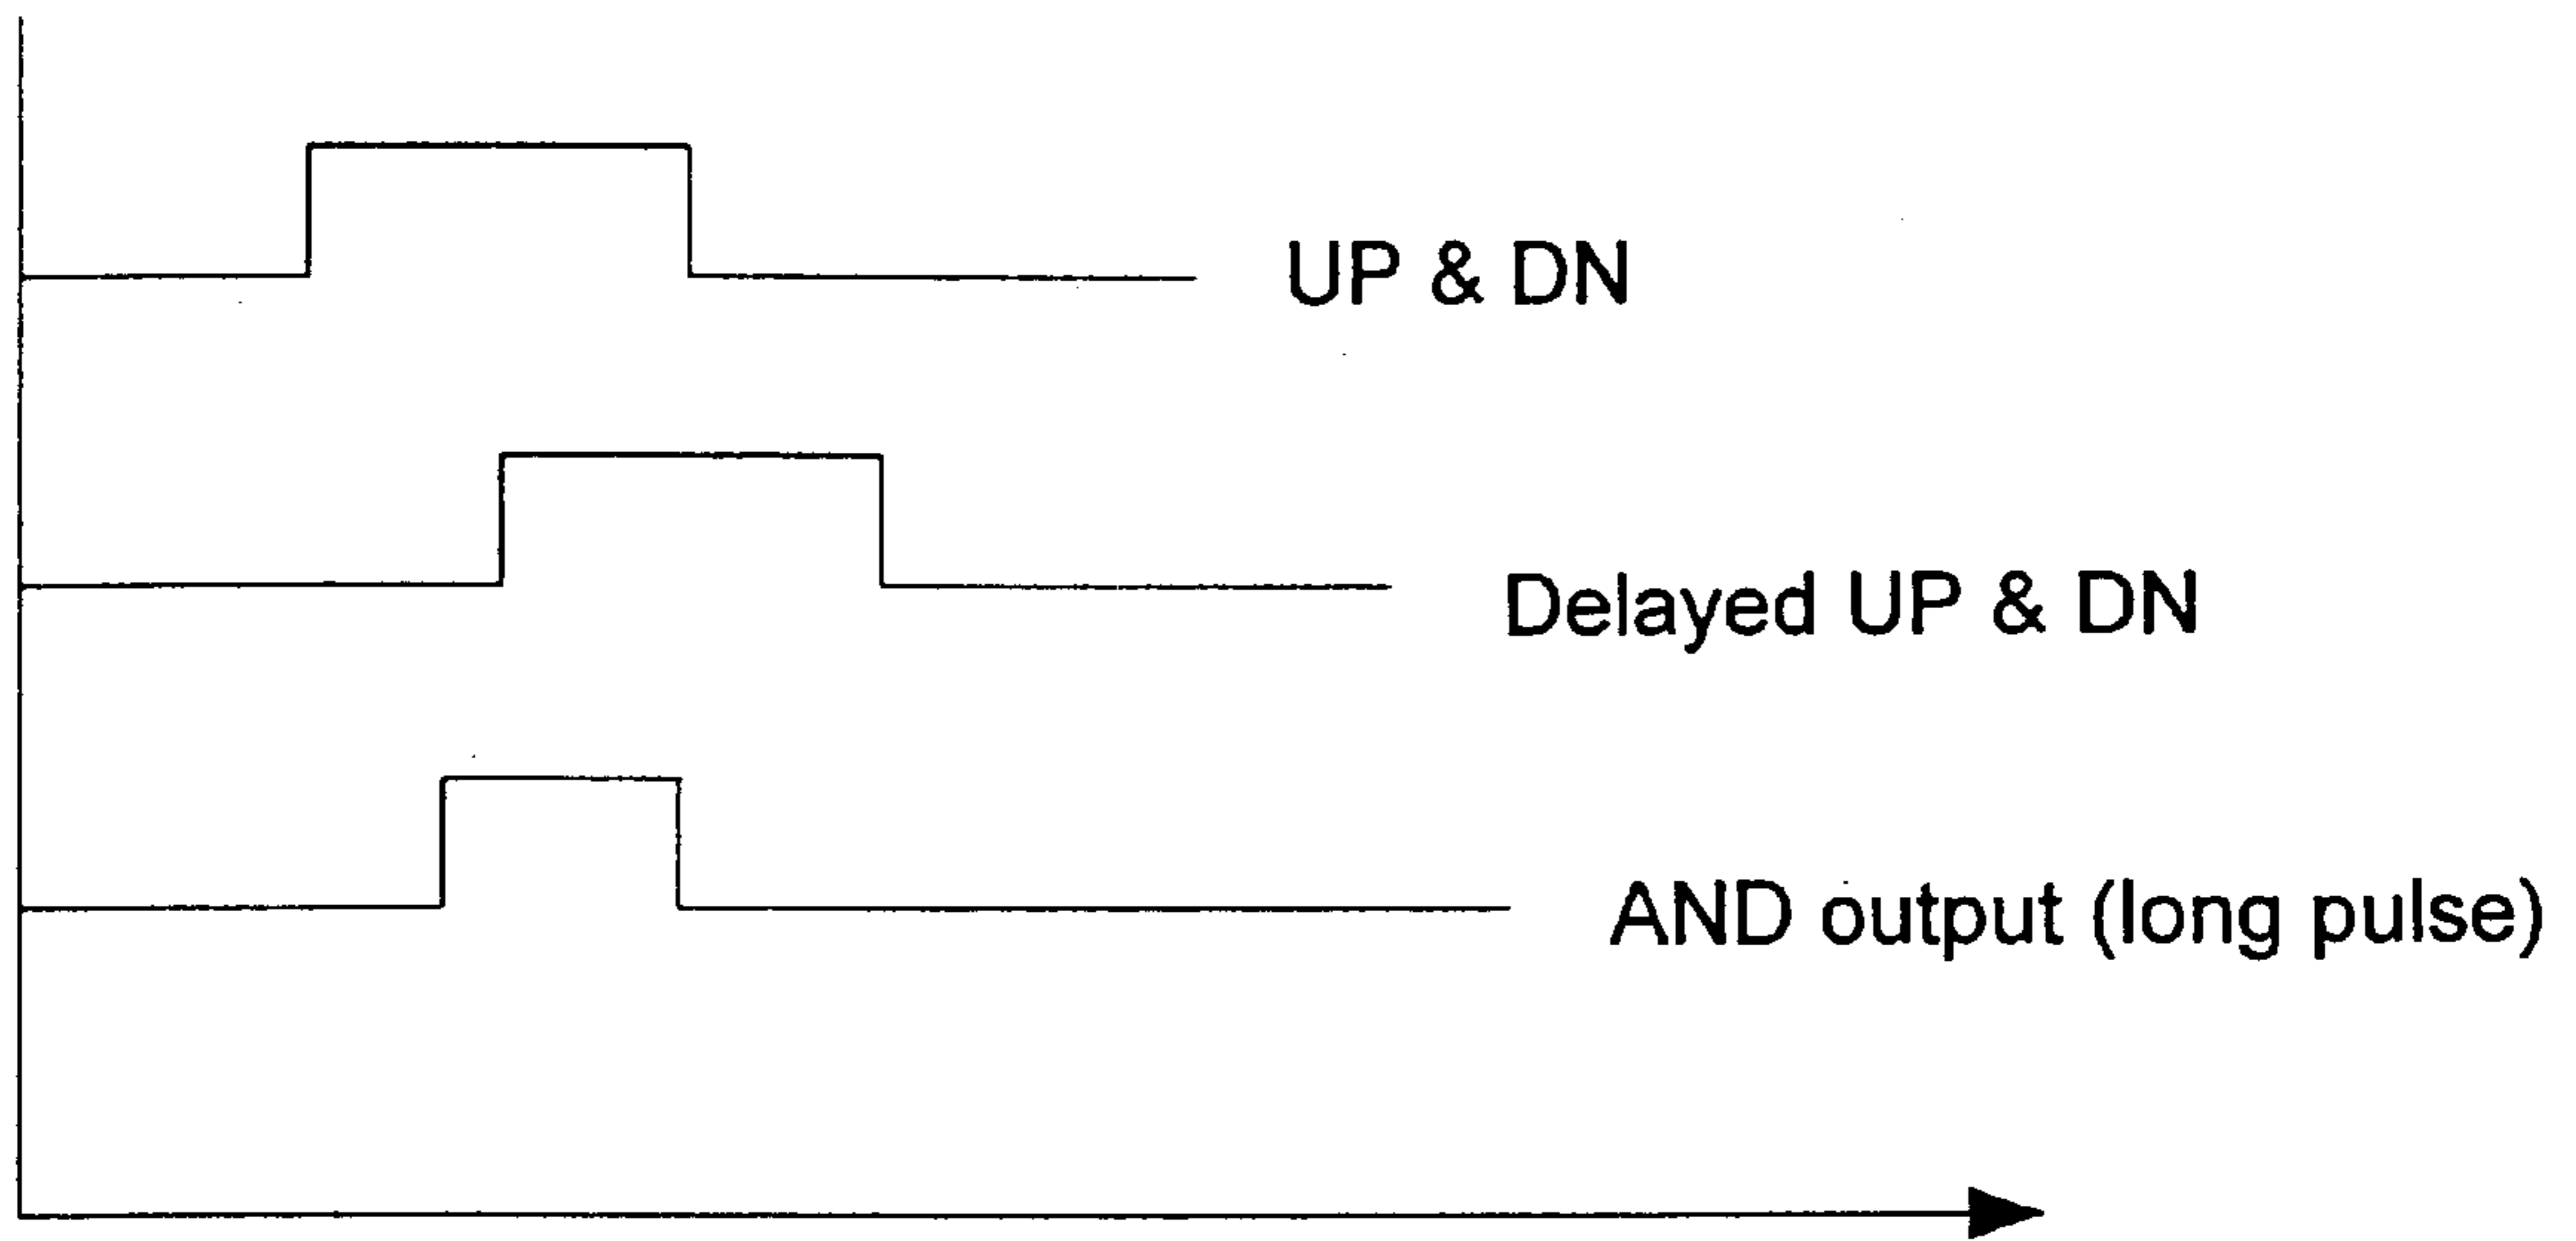 UP & DN
Delayed UP & DN
AND output (long pulse)